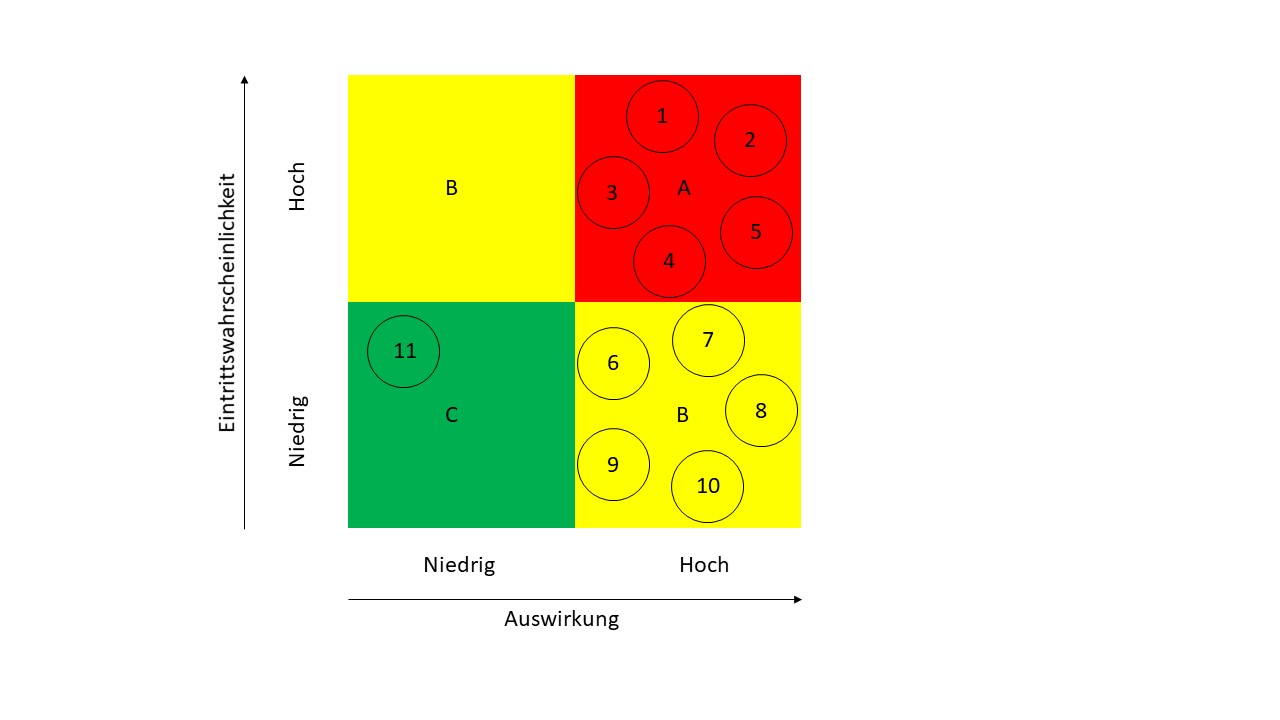 Eintrittswahrscheinlichkeit
Hoch
Niedrig
B
1
2
3
A
5
4
11
C
6
7
8
B
9
10
Niedrig
Hoch
Auswirkung